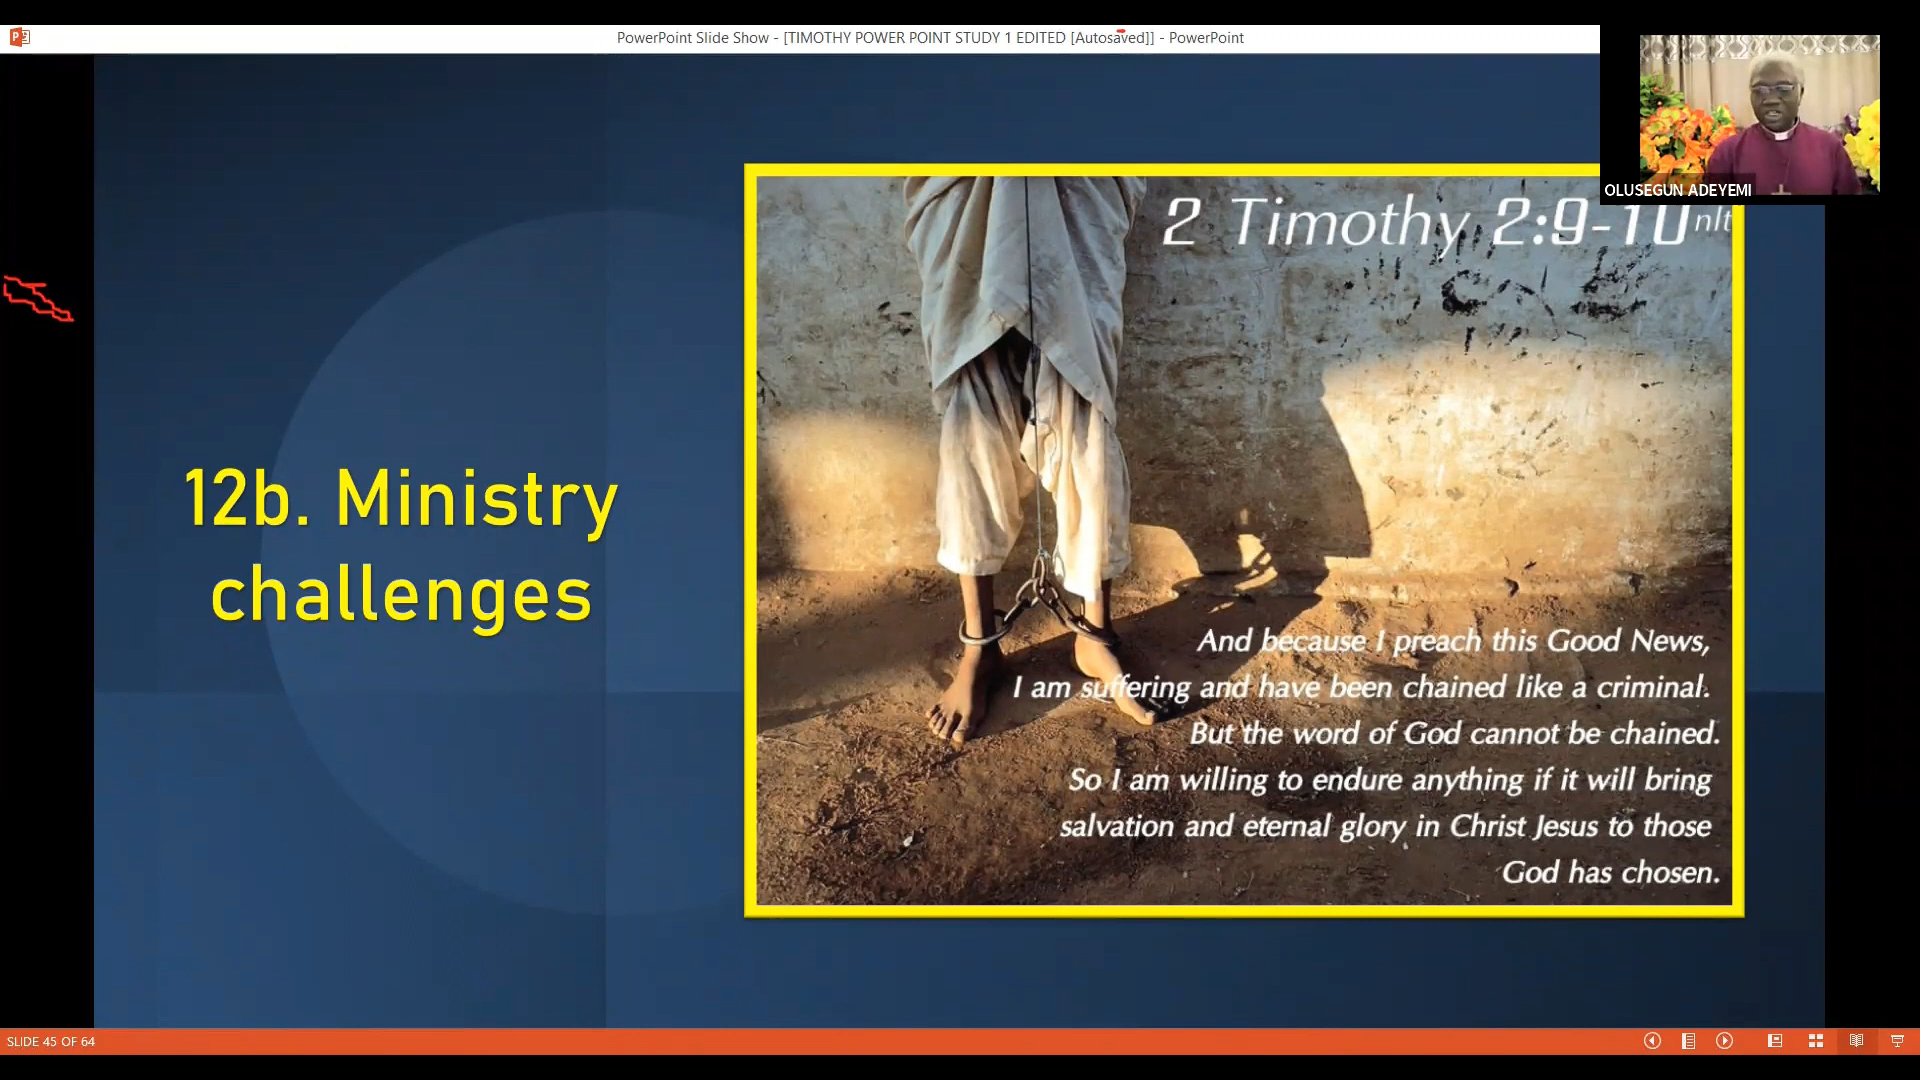 PowerPoint Slide Show - [TIMOTHY POWER POINT STUDY 1 EDITED [Autosaved]] - PowerPoint
OLUSEGUN ADEYEMI
2 Timothy 2:9-10 nlt
12b. Ministry
challenges
And because I preach this Good News,
I am suffering and have been chained like a criminal.
But the word of God cannot be chained.
So I am willing to endure anything if it will bring
salvation and eternal glory in Christ Jesus to those
God has chosen.
SLIDE 45 OF 64